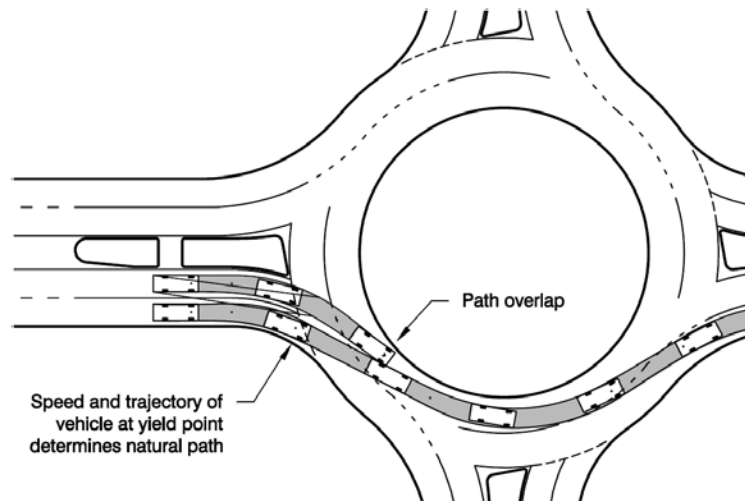 Path overlap
Speed and trajectory of
vehicle at yield point
determines natural path